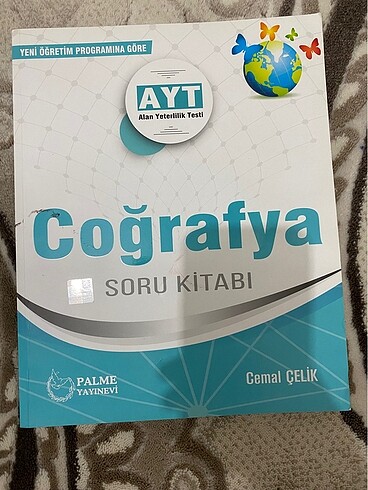 YENİ ÖĞRETİM PROGRAMINA GÖRE
AYT
Alan Yeterlilik Testi
Coğrafya
SORU KİTABI
Cemal ÇELİK
PALME
YAYINEVİ